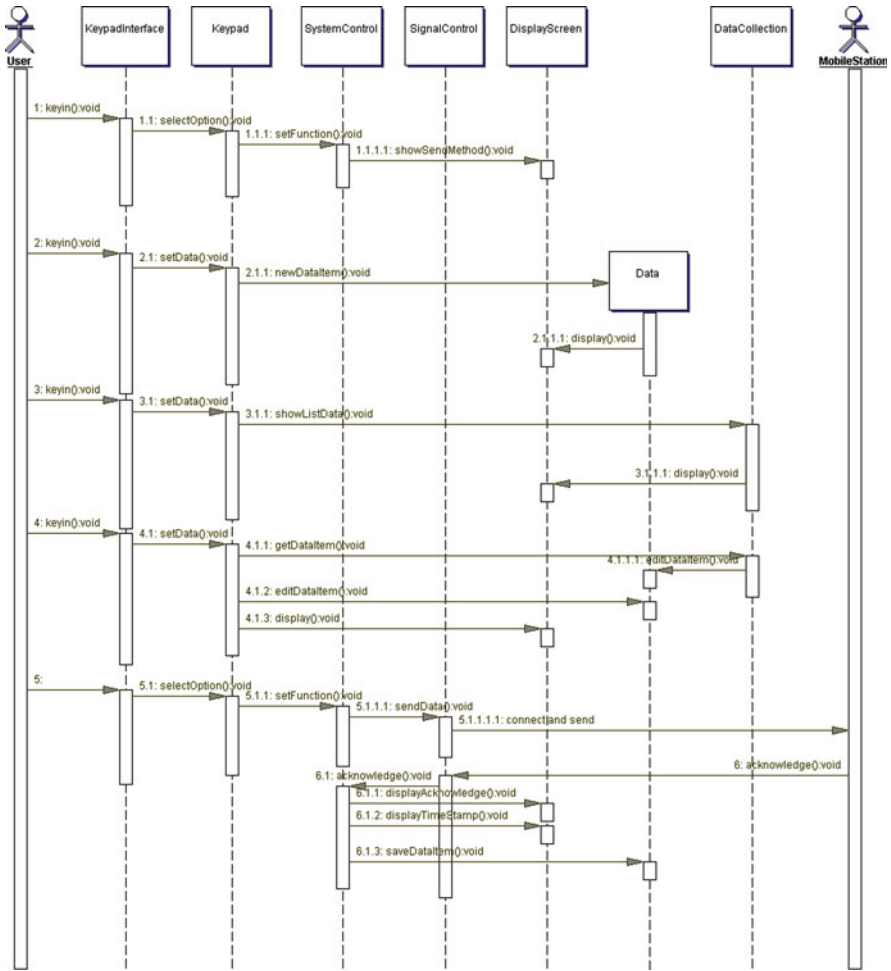 KeypadInterface
Keypad
SystemControl
SignalControl
DisplayScreen
DataCollection
User
MobileStation
1: keyin():void
1.1: selectOption():void
1.1.1: setFunction():void
1.1.1.1: showSendMethod():void
2: keyin():void
2.1: setData():void
2.1.1: newDataItem():void
Data
2.1.1.1: display():void
3: keyin():void
3.1: setData():void
3.1.1: showListData():void
3.1.1.1: display():void
4: keyin():void
4.1: setData():void
4.1.1: getDataItem():void
4.1.1.1: editDataItem():void
4.1.2: editDataItem():void
4.1.3: display():void
5:
5.1: selectOption():void
5.1.1: setFunction():void
5.1.1.1: sendData():void
5.1.1.1.1: connect and send
6: acknowledge():void
6.1: acknowledge():void
6.1.1: displayAcknowledge():void
6.1.2: displayTimeStamp():void
6.1.3: saveDataItem():void